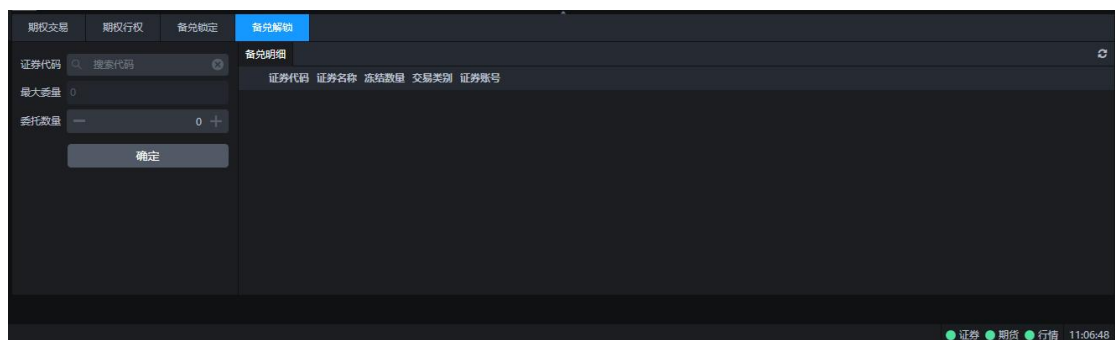 期权交易 期权行权 备兑锁定 备兑解锁
证券代码 搜索代码
最大委量 0
委托数量 0
确定
备兑明细
证券代码 证券名称 冻结数量 交易类别 证券账号
证券 期货 行情 11:06:48